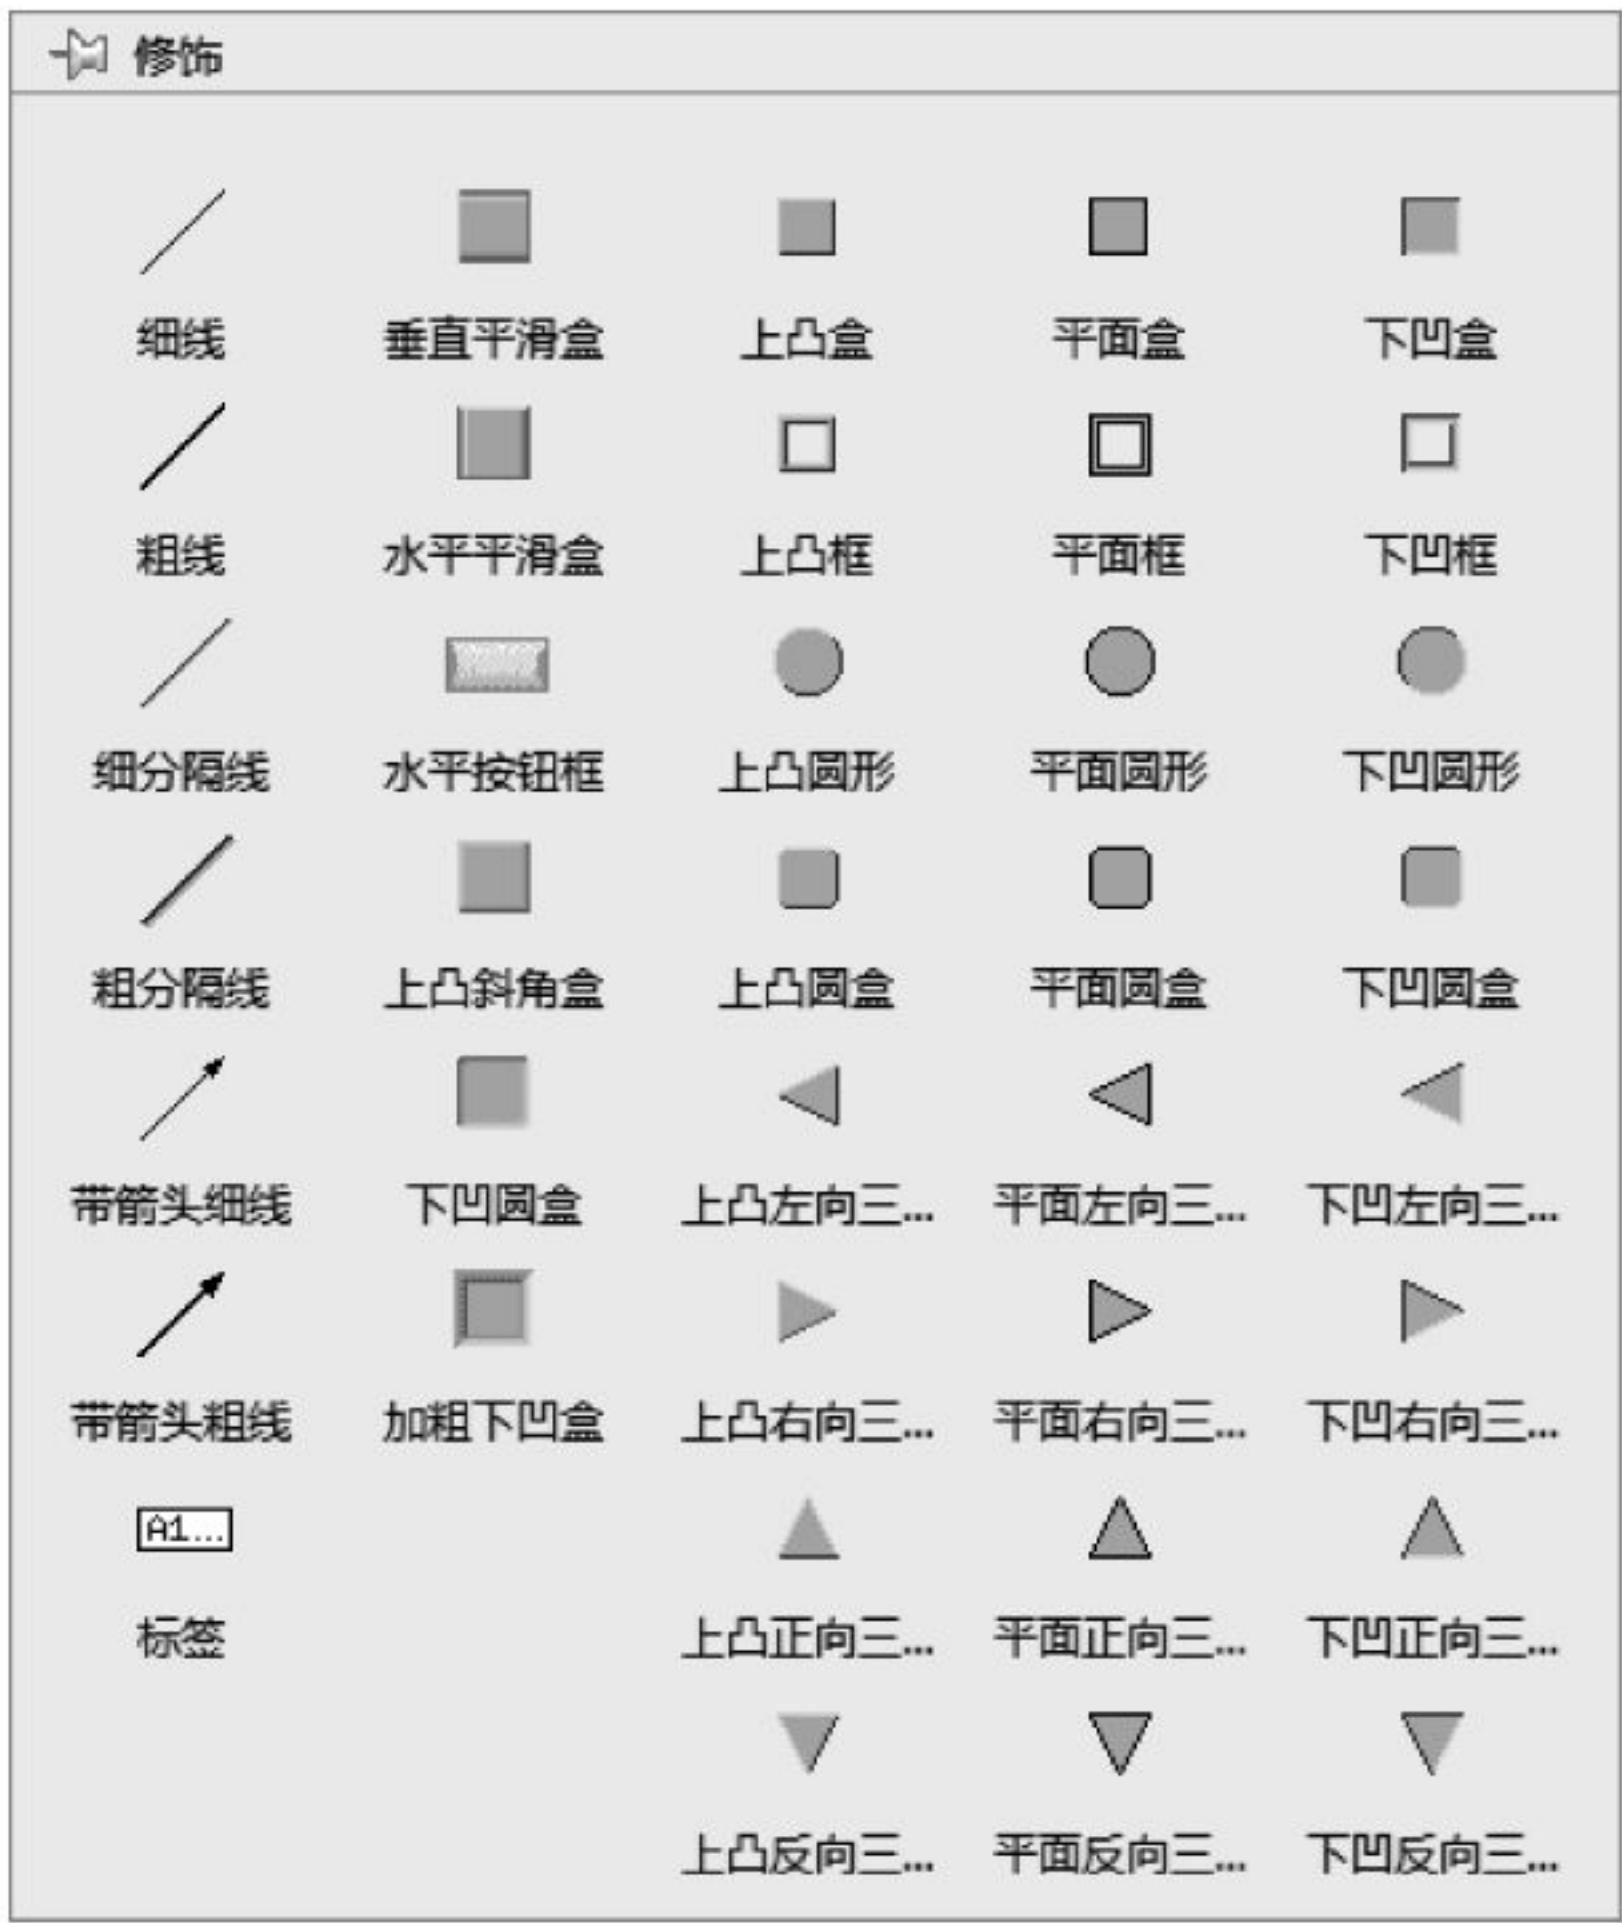 修饰
细线 垂直平滑盒 上凸盒 平面盒 下凹盒
粗线 水平平滑盒 上凸框 平面框 下凹框
细分隔线 水平按钮框 上凸圆形 平面圆形 下凹圆形
粗分隔线 上凸斜角盒 上凸圆盒 平面圆盒 下凹圆盒
带箭头细线 下凹圆盒 上凸左向三... 平面左向三... 下凹左向三...
带箭头粗线 加粗下凹盒 上凸右向三... 平面右向三... 下凹右向三...
A1...
标签 上凸正向三... 平面正向三... 下凹正向三...
上凸反向三... 平面反向三... 下凹反向三...